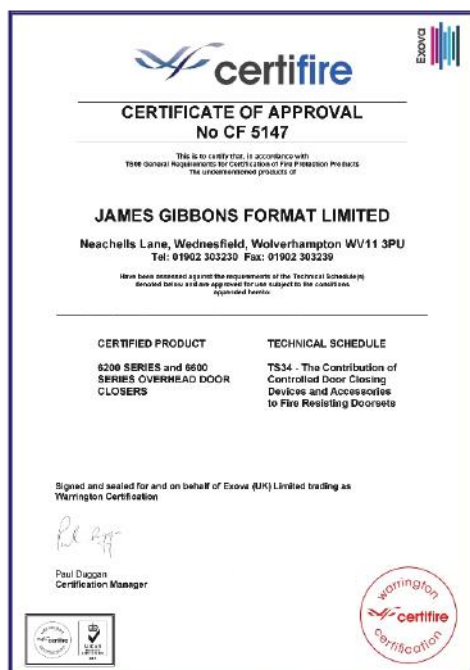 Exova
certifire
CERTIFICATE OF APPROVAL
No CF 5147
This is to certify that, in accordance with
TS00 General Requirements for Certification of Fire Protection Products
The undermentioned products of
JAMES GIBBONS FORMAT LIMITED
Neachells Lane, Wednesfield, Wolverhampton WV11 3PU
Tel: 01902 303230 Fax: 01902 303239
Have been assessed against the requirements of the Technical Schedule(s)
denoted below and are approved for use subject to the conditions
appended hereto:
CERTIFIED PRODUCT
6200 SERIES and 6600
SERIES OVERHEAD DOOR
CLOSERS
TECHNICAL SCHEDULE
TS34 - The Contribution of
Controlled Door Closing
Devices and Accessories
to Fire Resisting Doorsets
Signed and sealed for and on behalf of Exova (UK) Limited trading as
Warrington Certification
Paul Duggan
Certification Manager
certifire
UKAS
warrington
certifire
certification